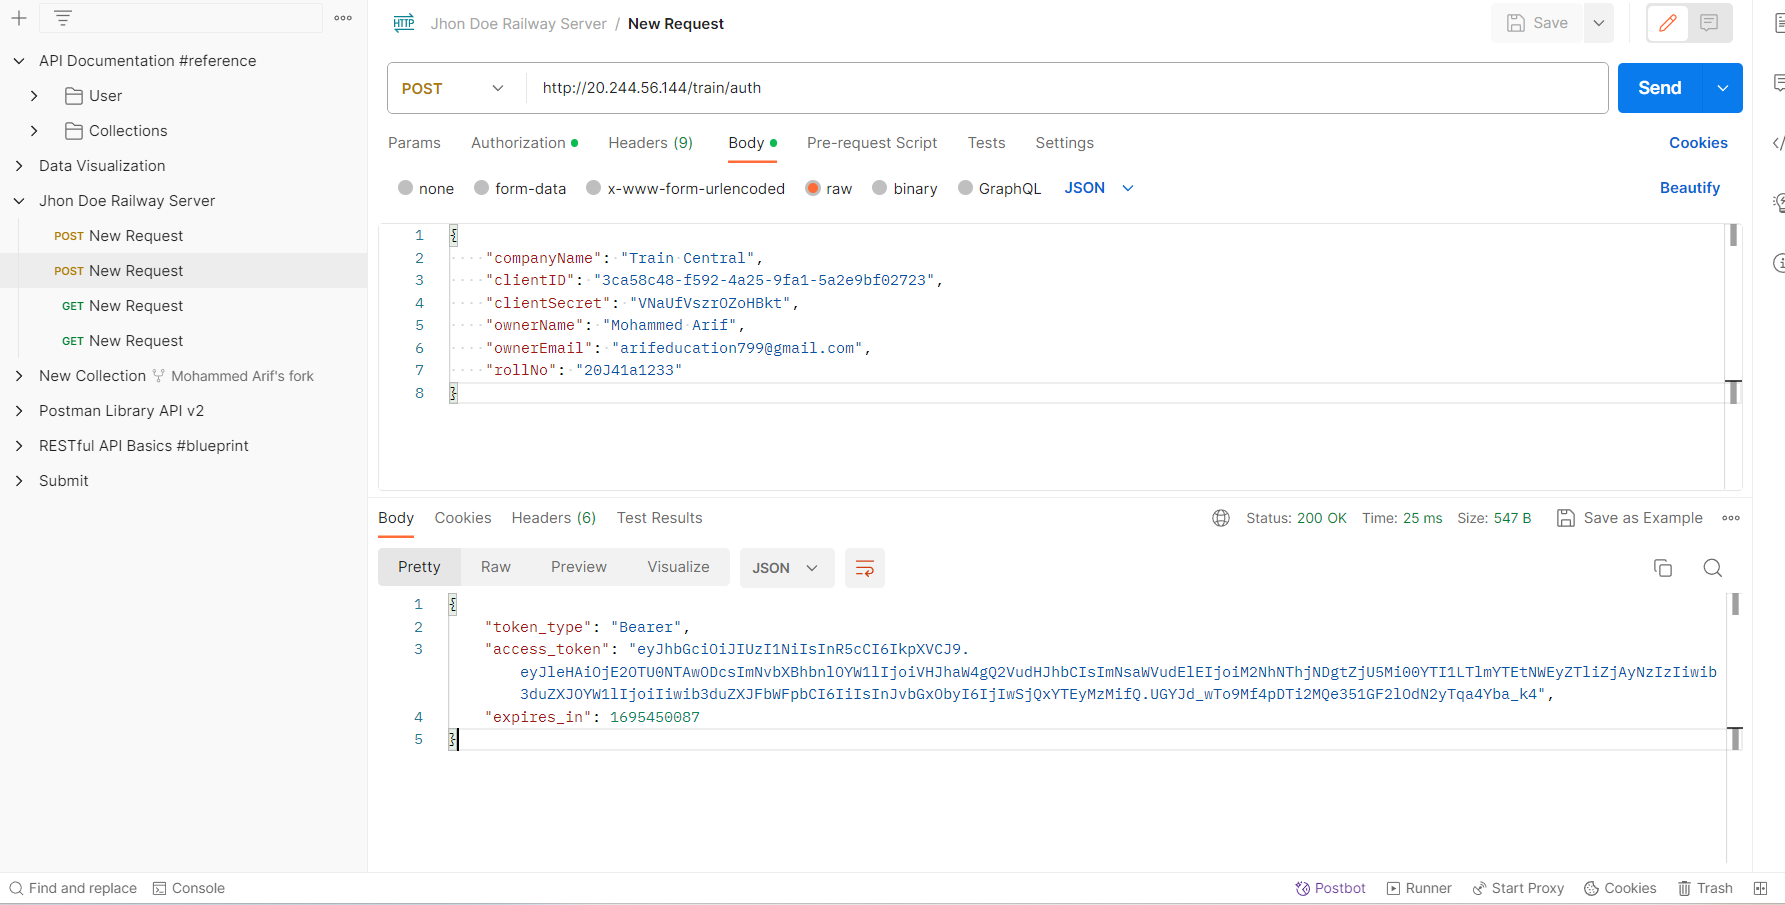 API Documentation #reference
User
Collections
Data Visualization
Jhon Doe Railway Server
POST New Request
POST New Request
GET New Request
GET New Request
New Collection Mohammed Arif's fork
Postman Library API v2
RESTful API Basics #blueprint
Submit
HTTP Jhon Doe Railway Server / New Request
Save
POST http://20.244.56.144/train/auth
Send
Params Authorization Headers (9) Body Pre-request Script Tests Settings Cookies
none form-data x-www-form-urlencoded raw binary GraphQL JSON Beautify
1 {
2 "companyName": "Train Central",
3 "clientID": "3ca58c48-f592-4a25-9fa1-5a2e9bf02723",
4 "clientSecret": "VNaUfVszrOZoHBkt",
5 "ownerName": "Mohammed Arif",
6 "ownerEmail": "arifeducation799@gmail.com",
7 "rollNo": "20J41a1233"
8 }
Body Cookies Headers (6) Test Results Status: 200 OK Time: 25 ms Size: 547 B Save as Example
Pretty Raw Preview Visualize JSON
1 {
2 "token_type": "Bearer",
3 "access_token": "eyJhbGciOiJIUzI1NiIsInR5cCI6IkpXVCJ9.
eyJleHAiOjE2OTU0NTAwODcsImNvbXBhbnlOYW1lIjoiVHJhaW4gQ2VudHJhbCIsImNsaWVudElEIjoiM2NhNThjNDgtZjU5Mi00YTI1LTlmYTEtNWEyZTliZjAyNzIzIiwib
3duZXJOYW1lIjoiIiwib3duZXJFbWFpbCI6IiIsInJvbGxObyI6IjIwSjQxYTEyMzMifQ.UGYJd_wTo9Mf4pDTi2MQe351GF2lOdN2yTqa4Yba_k4",
4 "expires_in": 1695450087
5 }
Find and replace Console Postbot Runner Start Proxy Cookies Trash